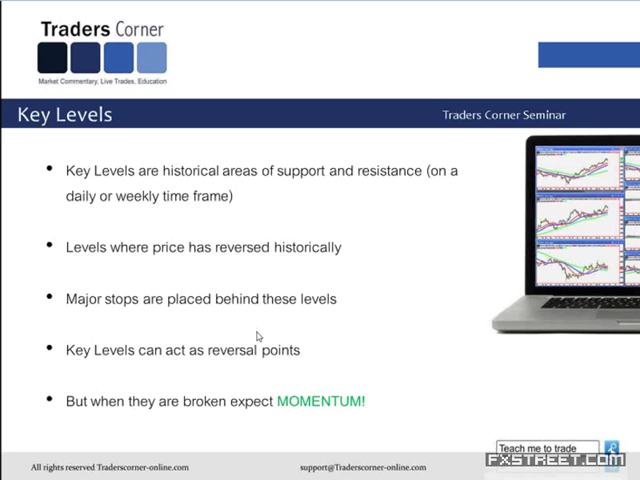 Traders Corner
Market Commentary, Live Trades, Education
Key Levels
Traders Corner Seminar
• Key Levels are historical areas of support and resistance (on a
daily or weekly time frame)
• Levels where price has reversed historically
• Major stops are placed behind these levels
• Key Levels can act as reversal points
• But when they are broken expect MOMENTUM!
Teach me to trade
FXSTREET.COM
All rights reserved Traderscorner-online.com
support@Traderscorner-online.com